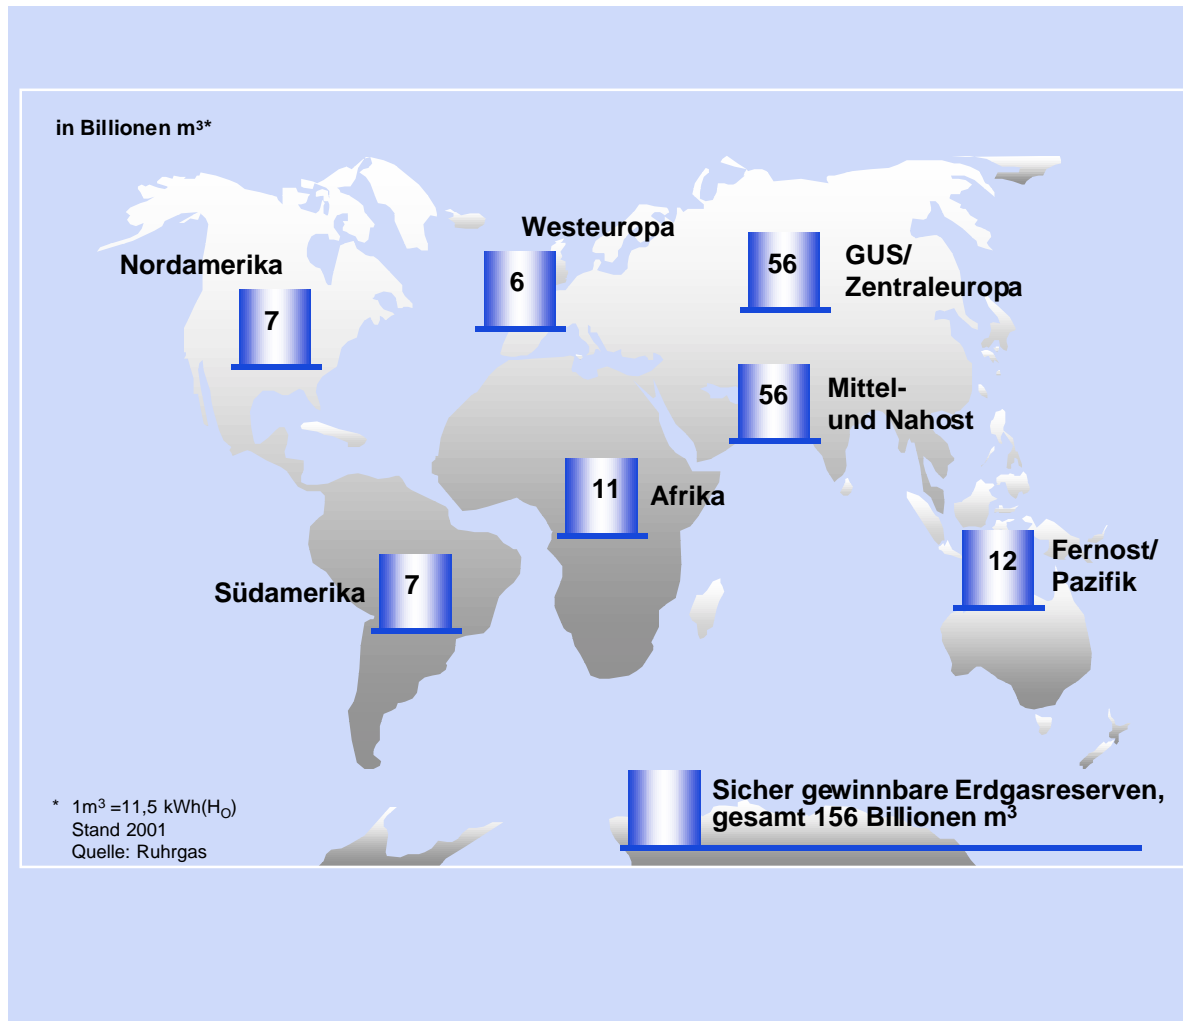 in Billionen m³*
Westeuropa
6
Nordamerika
7
56
GUS/
Zentraleuropa
56
Mittel-
und Nahost
11
Afrika
Südamerika
7
12
Fernost/
Pazifik
Sicher gewinnbare Erdgasreserven,
gesamt 156 Billionen m³
* 1m³ =11,5 kWh(H₀)
Stand 2001
Quelle: Ruhrgas